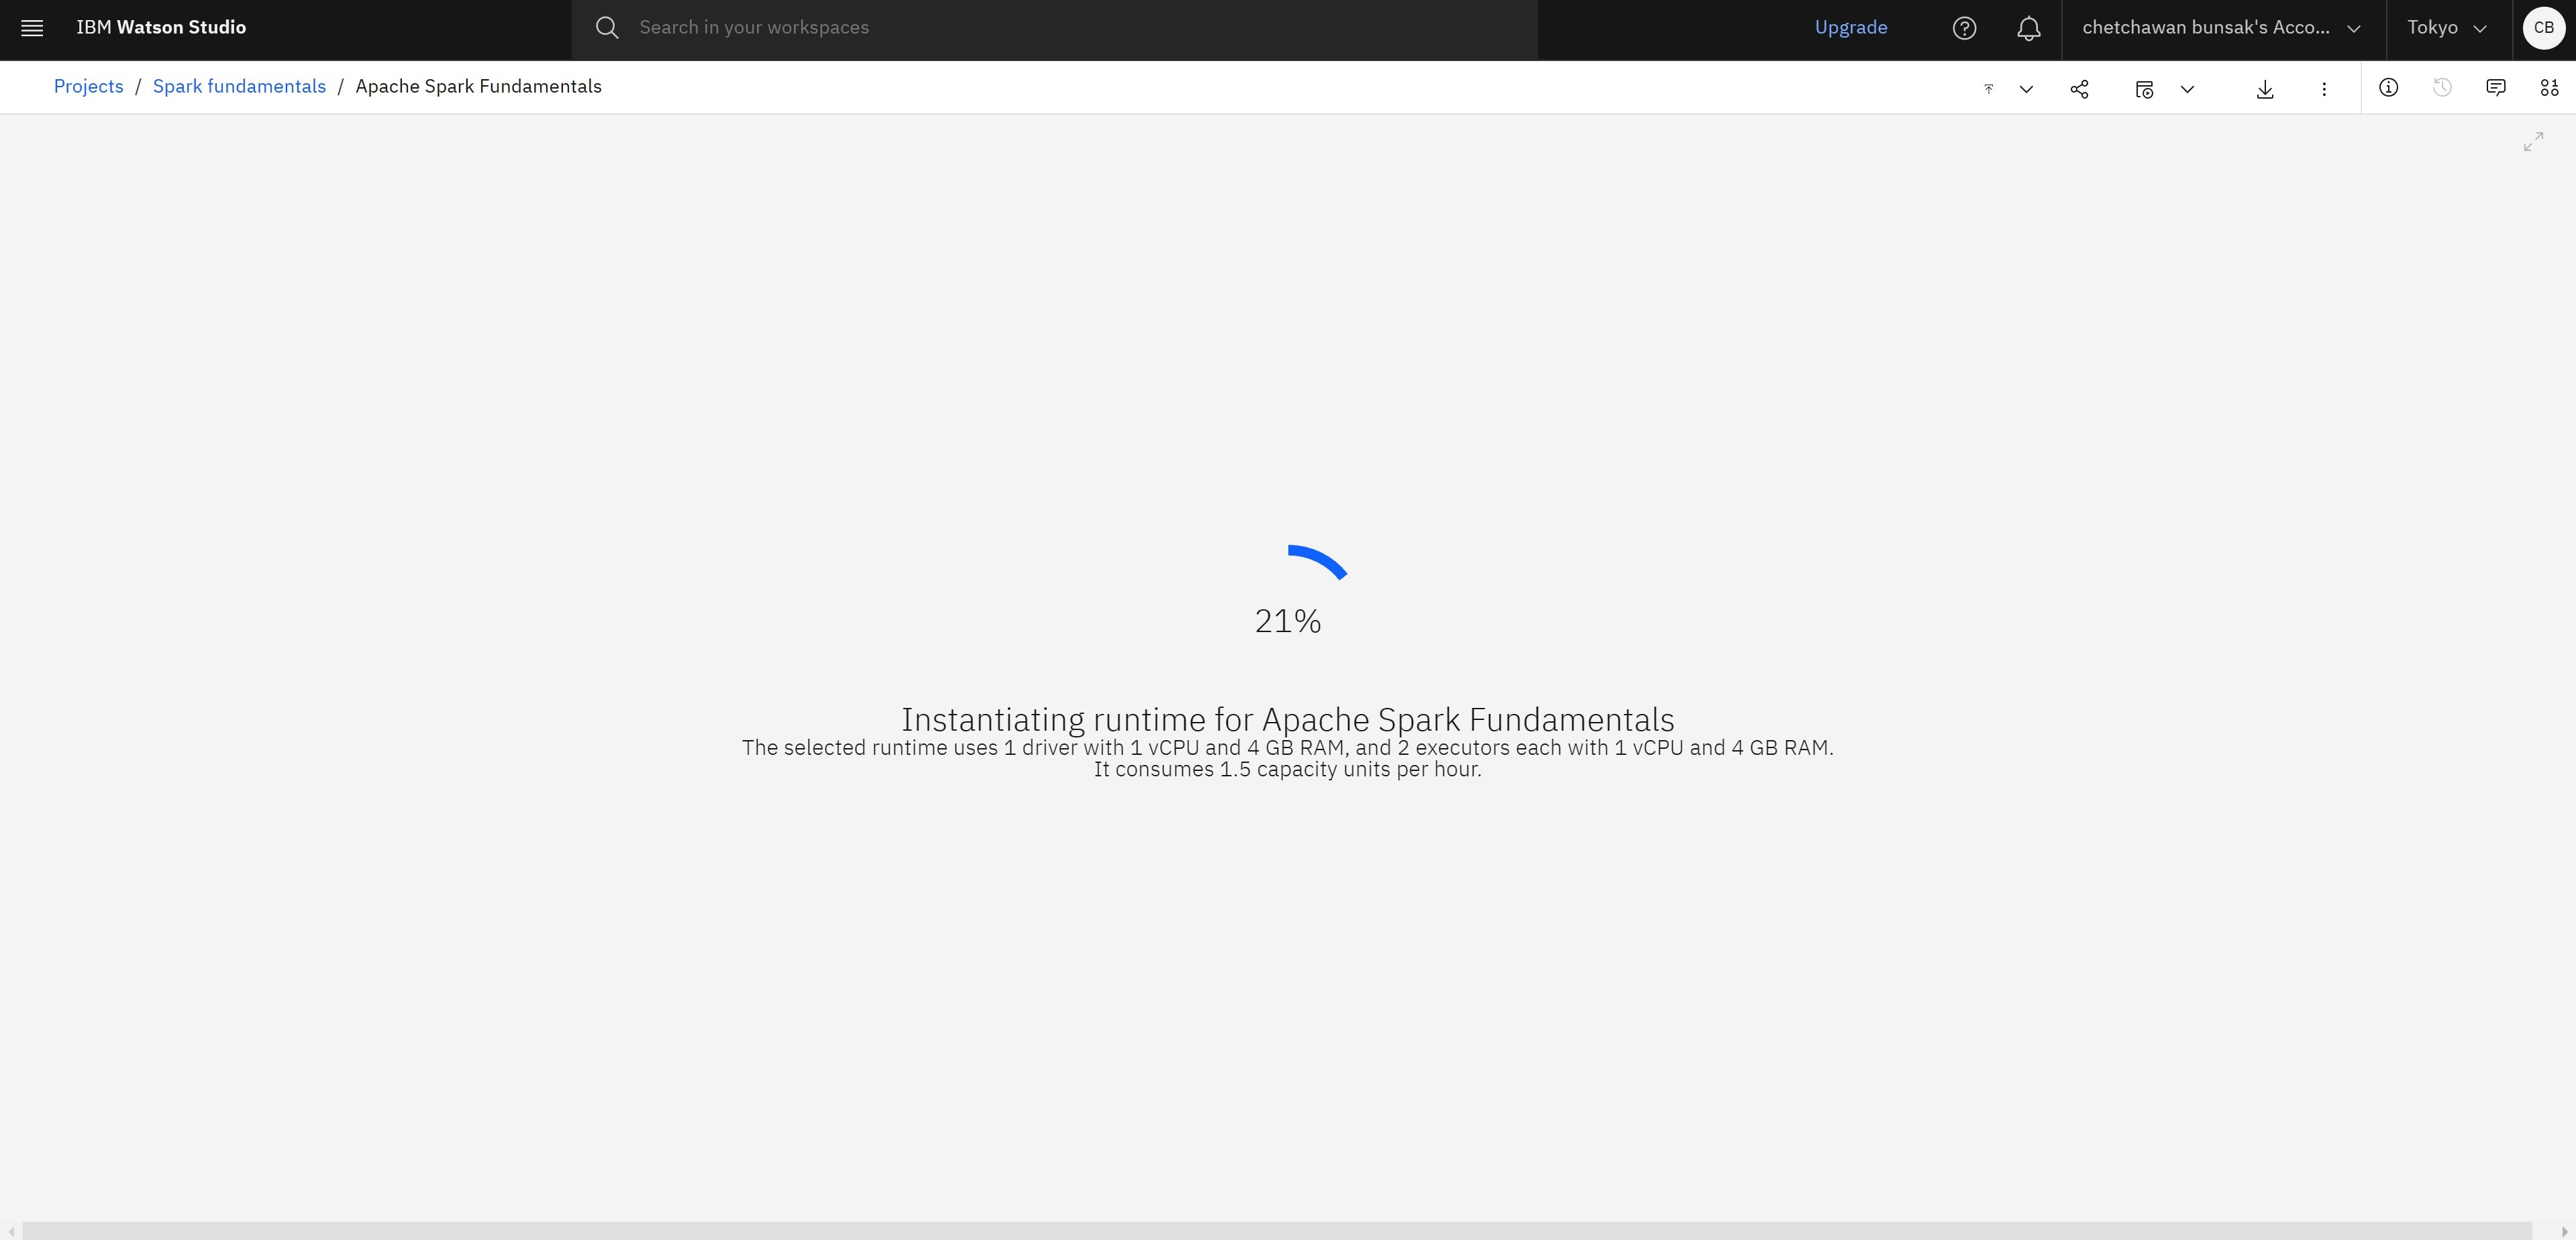 IBM Watson Studio
Search in your workspaces
Upgrade
chetchawan bunsak's Acco...
Tokyo
CB
Projects / Spark fundamentals / Apache Spark Fundamentals
21%
Instantiating runtime for Apache Spark Fundamentals
The selected runtime uses 1 driver with 1 vCPU and 4 GB RAM, and 2 executors each with 1 vCPU and 4 GB RAM.
It consumes 1.5 capacity units per hour.